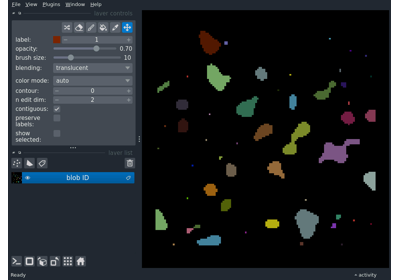 File View Plugins Window Help
layer controls
label: 1
opacity: 0.70
brush size: 10
blending: translucent
color mode: auto
contour: 0
n edit dim: 2
contiguous:
preserve
labels:
show
selected:
layer list
blob ID
Ready
activity